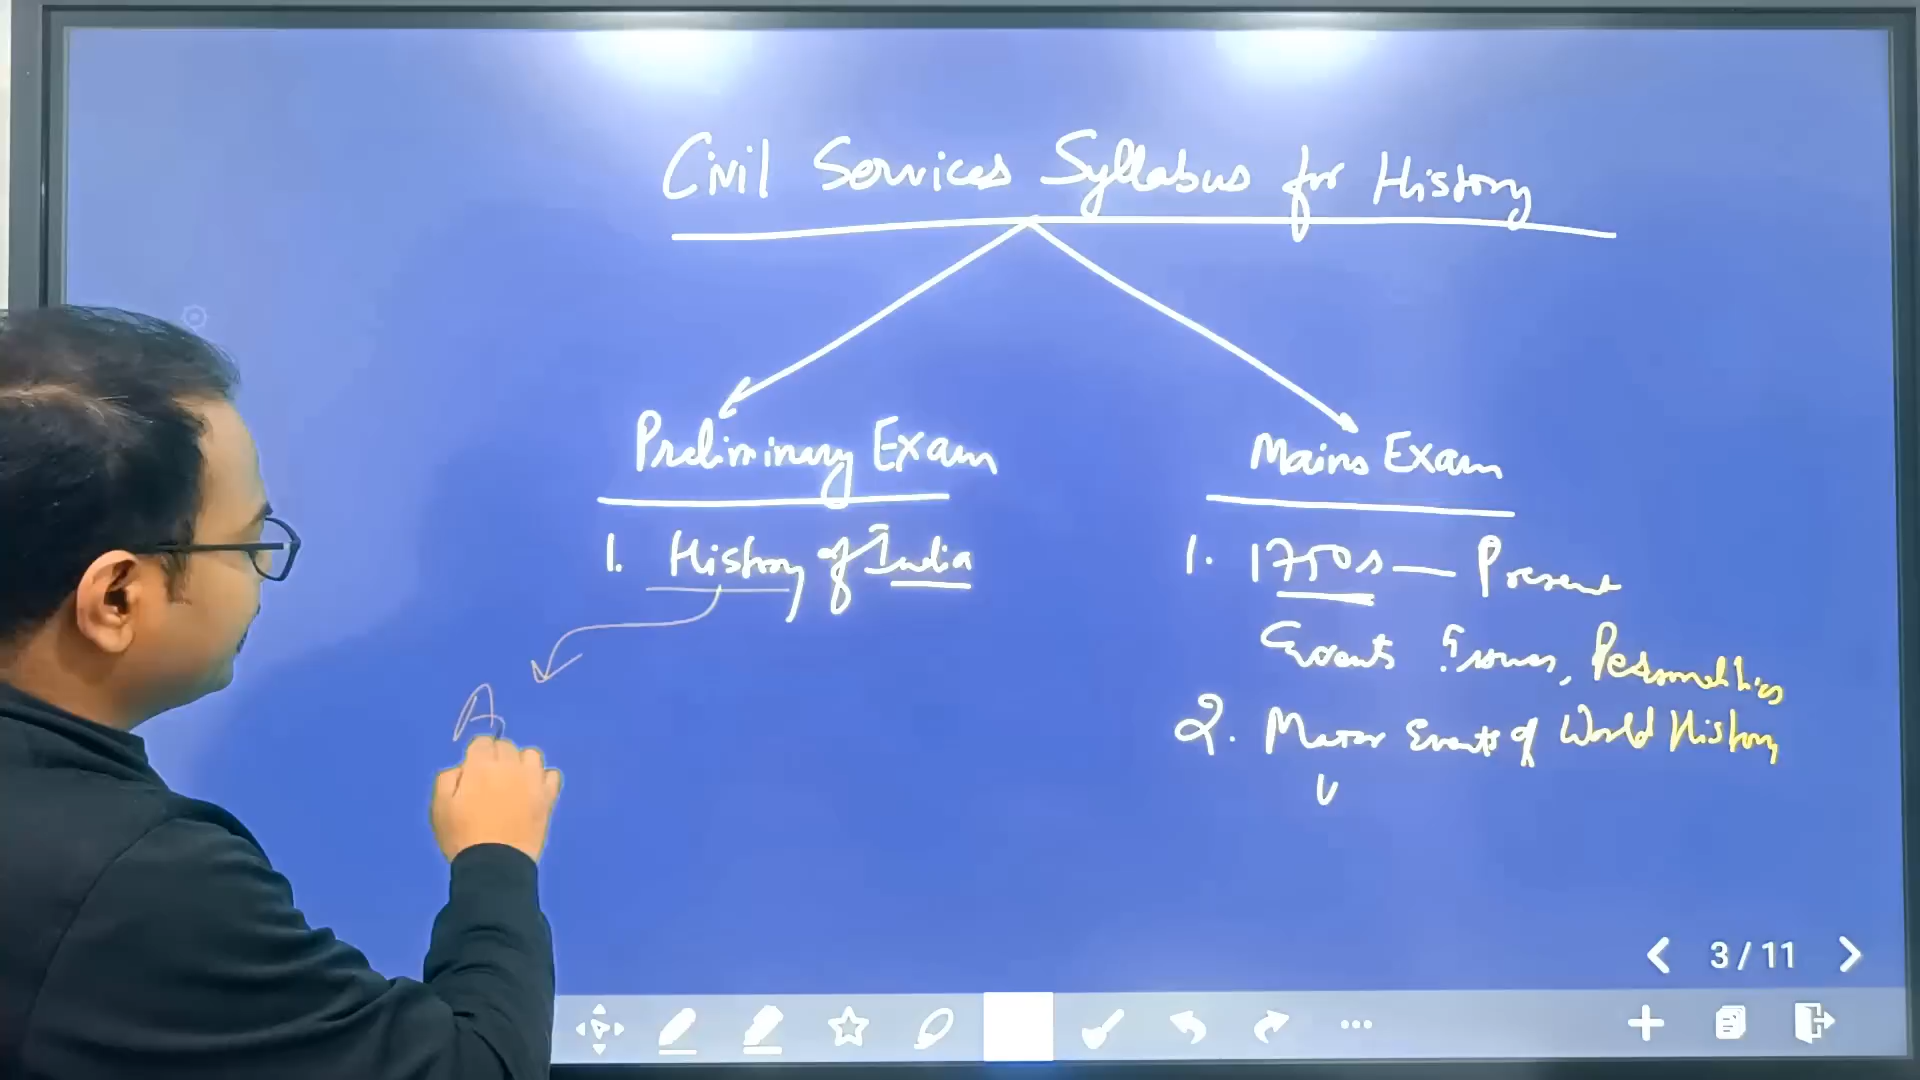 Civil Services Syllabus for History
Preliminary Exam
1. History of India
A
Mains Exam
1. 1750s — Present
Events Issues, Personalities
2. Major Events of World History
3 / 11